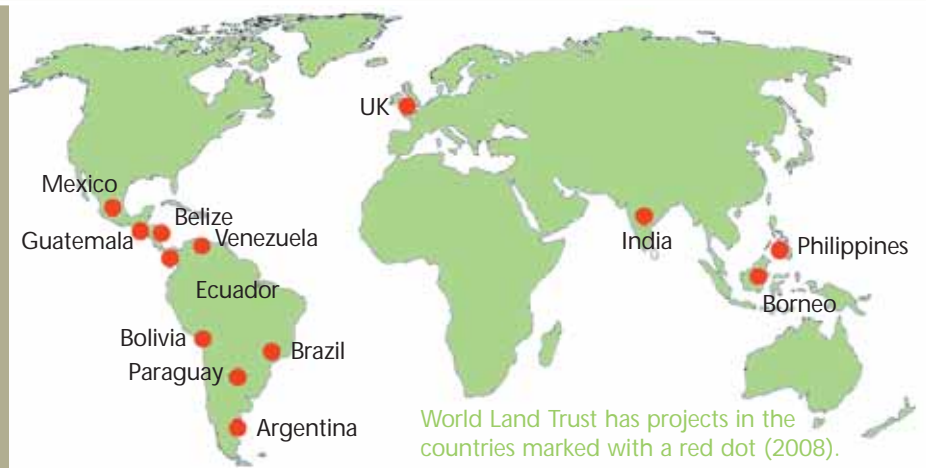 UK
Mexico
Belize
Guatemala
Venezuela
India
Philippines
Ecuador
Borneo
Bolivia
Brazil
Paraguay
Argentina
World Land Trust has projects in the
countries marked with a red dot (2008).